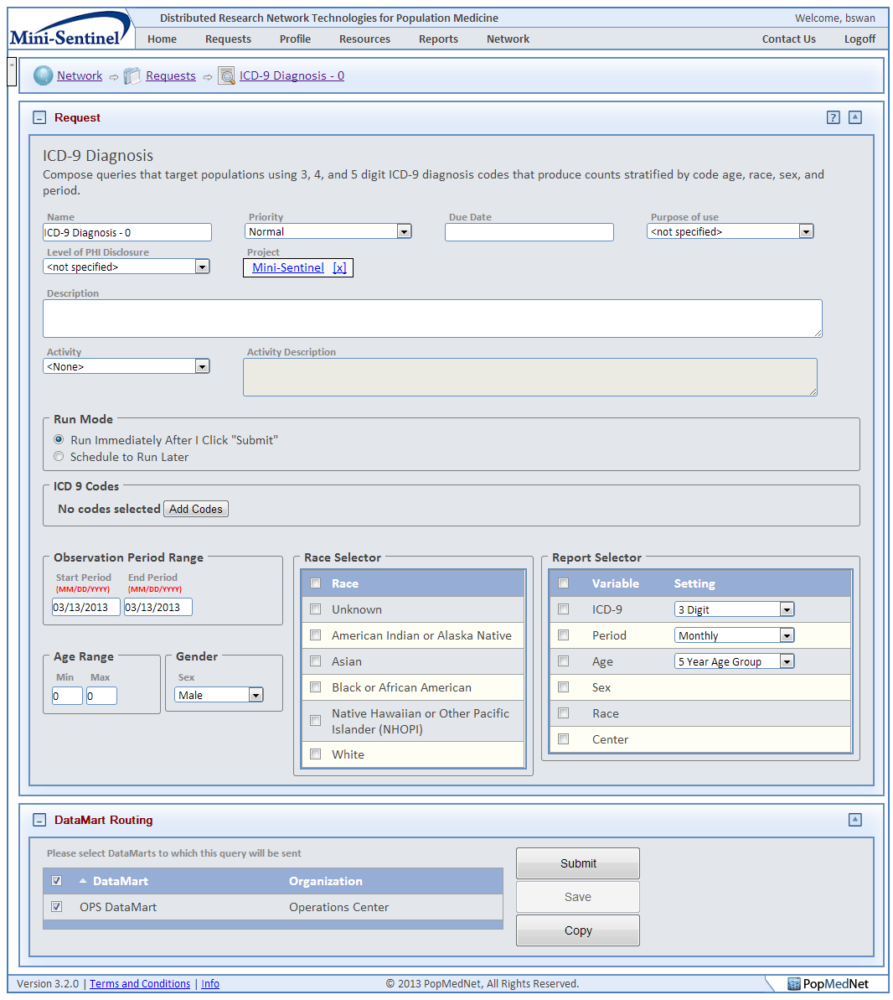 Mini-Sentinel
Distributed Research Network Technologies for Population Medicine
Welcome, bswan
Home Requests Profile Resources Reports Network Contact Us Logoff
Network Requests ICD-9 Diagnosis - 0
Request
?
ICD-9 Diagnosis
Compose queries that target populations using 3, 4, and 5 digit ICD-9 diagnosis codes that produce counts stratified by code age, race, sex, and
period.
Name Priority Due Date Purpose of use
ICD-9 Diagnosis - 0 Normal <not specified>
Level of PHI Disclosure Project
<not specified> Mini-Sentinel [x]
Description
Activity Activity Description
<None>
Run Mode
Run Immediately After I Click "Submit"
Schedule to Run Later
ICD 9 Codes
No codes selected Add Codes
Observation Period Range
Start Period End Period
(MM/DD/YYYY) (MM/DD/YYYY)
03/13/2013 03/13/2013
Age Range
Min Max
0 0
Gender
Sex
Male
Race Selector
Race
Unknown
American Indian or Alaska Native
Asian
Black or African American
Native Hawaiian or Other Pacific
Islander (NHOPI)
White
Report Selector
Variable Setting
ICD-9 3 Digit
Period Monthly
Age 5 Year Age Group
Sex
Race
Center
DataMart Routing
Please select DataMarts to which this query will be sent
DataMart Organization
OPS DataMart Operations Center
Submit
Save
Copy
Version 3.2.0 | Terms and Conditions | Info
© 2013 PopMedNet, All Rights Reserved.
PopMedNet